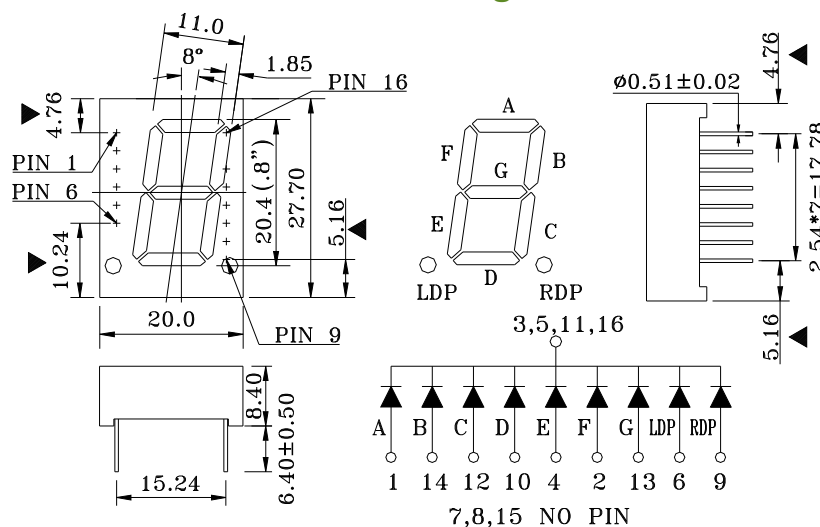 11.0
8°
1.85
PIN 16
4.76
PIN 1
PIN 6
10.24
20.4 (.8")
27.70
5.16
20.0
PIN 9
A
F
B
G
E
C
D
LDP
RDP
4.76
ø0.51±0.02
2.54*7=17.78
5.16
8.40
6.40±0.50
15.24
3,5,11,16
A B C D E F G LDP RDP
1 14 12 10 4 2 13 6 9
7,8,15 NO PIN